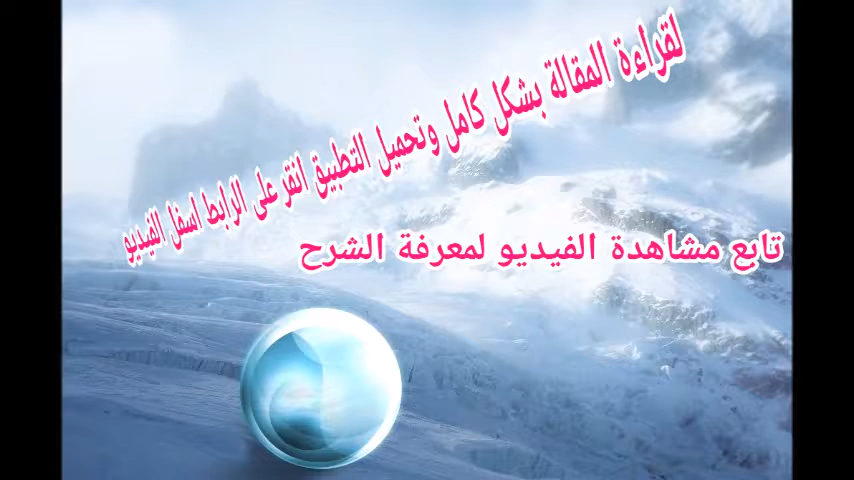 لقراءة المقالة بشكل كامل وتحميل التطبيق انقر على الرابط اسفل الفيديو
تابع مشاهدة الفيديو لمعرفة الشرح